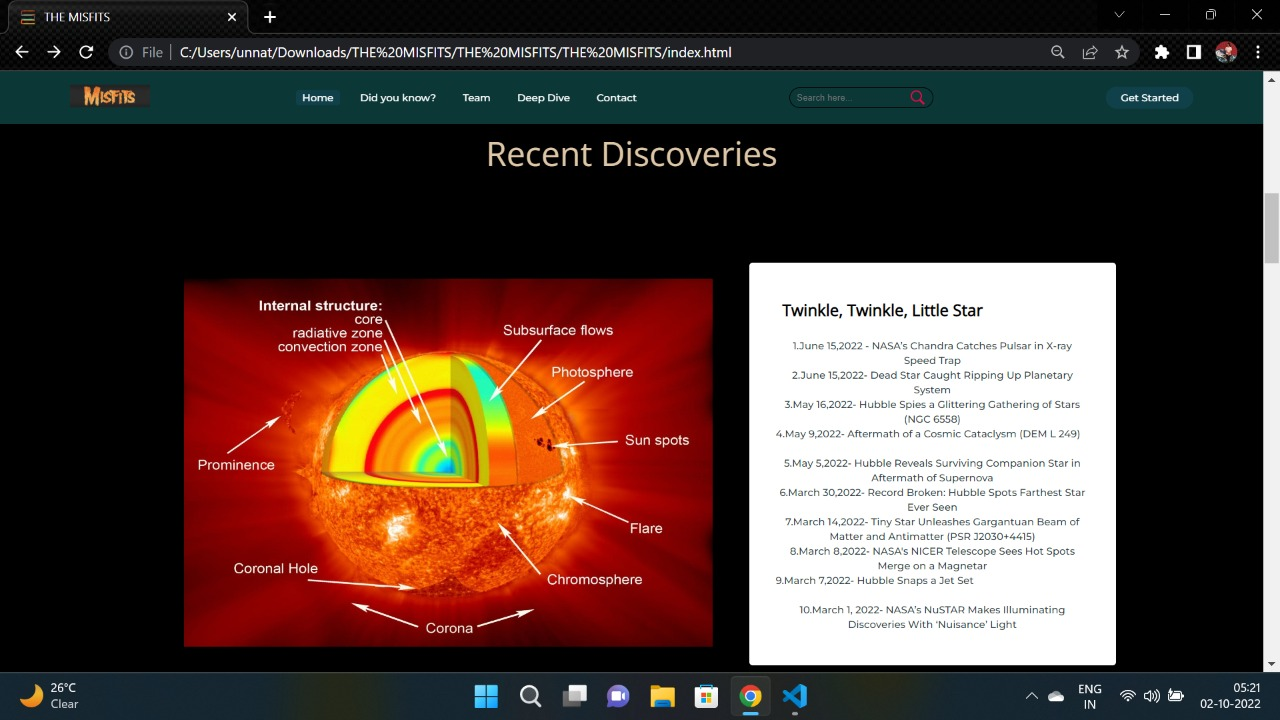 THE MISFITS
File
C:/Users/unnat/Downloads/THE%20MISFITS/THE%20MISFITS/THE%20MISFITS/index.html
MISFITS
Home
Did you know?
Team
Deep Dive
Contact
Search here...
Get Started
Recent Discoveries
Internal structure:
core
radiative zone
convection zone
Subsurface flows
Photosphere
Sun spots
Prominence
Flare
Coronal Hole
Chromosphere
Corona
Twinkle, Twinkle, Little Star
1.June 15,2022 - NASA's Chandra Catches Pulsar in X-ray
Speed Trap
2.June 15,2022- Dead Star Caught Ripping Up Planetary
System
3.May 16,2022- Hubble Spies a Glittering Gathering of Stars
(NGC 6558)
4.May 9,2022- Aftermath of a Cosmic Cataclysm (DEM L 249)
5.May 5,2022- Hubble Reveals Surviving Companion Star in
Aftermath of Supernova
6.March 30,2022- Record Broken: Hubble Spots Farthest Star
Ever Seen
7.March 14,2022- Tiny Star Unleashes Gargantuan Beam of
Matter and Antimatter (PSR J2030+4415)
8.March 8,2022- NASA's NICER Telescope Sees Hot Spots
Merge on a Magnetar
9.March 7,2022- Hubble Snaps a Jet Set
10.March 1, 2022- NASA's NuSTAR Makes Illuminating
Discoveries With ‘Nuisance’ Light
26°C
Clear
ENG
IN
05:21
02-10-2022